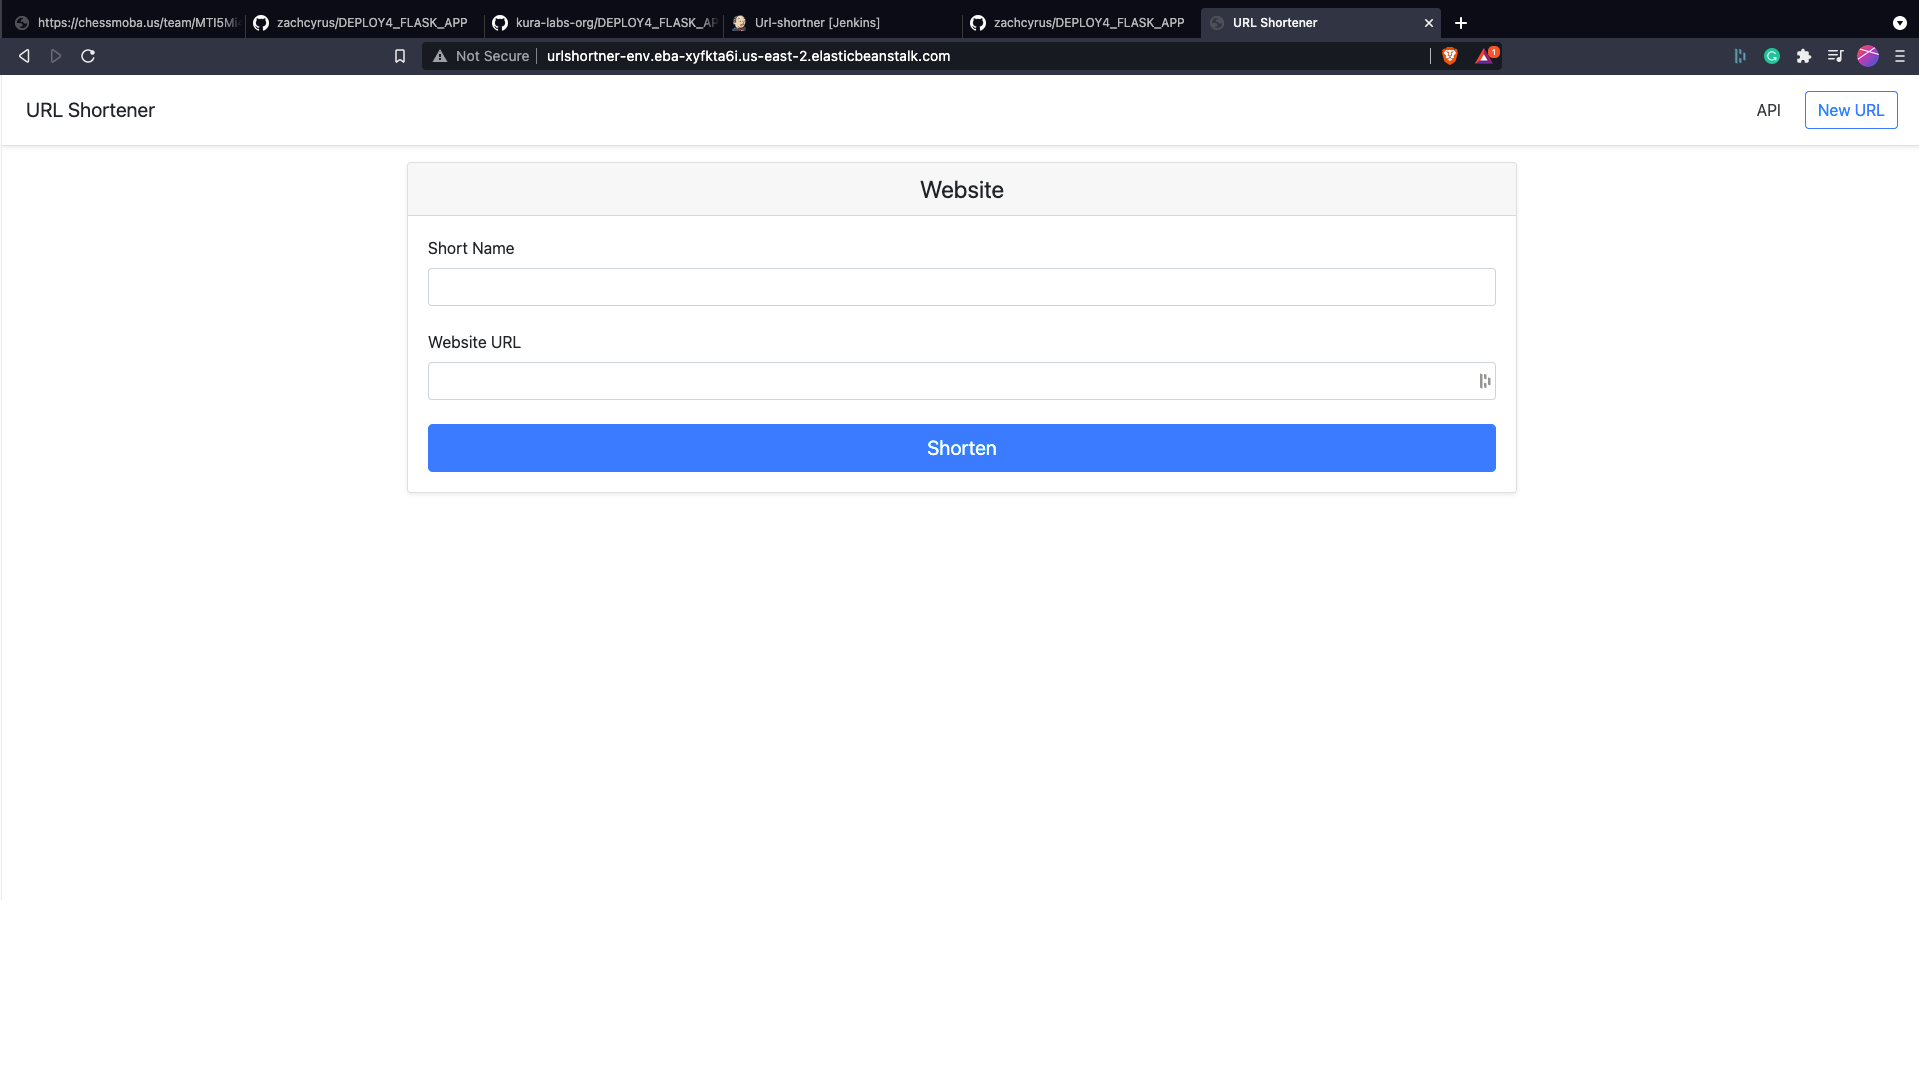 https://chessmoba.us/team/MTI5Mi
zachcyrus/DEPLOY4_FLASK_APP
kura-labs-org/DEPLOY4_FLASK_AP
Url-shortner [Jenkins]
zachcyrus/DEPLOY4_FLASK_APP
URL Shortener
Not Secure
urlshortner-env.eba-xyfkta6i.us-east-2.elasticbeanstalk.com
1
URL Shortener
API
New URL
Website
Short Name
Website URL
Shorten